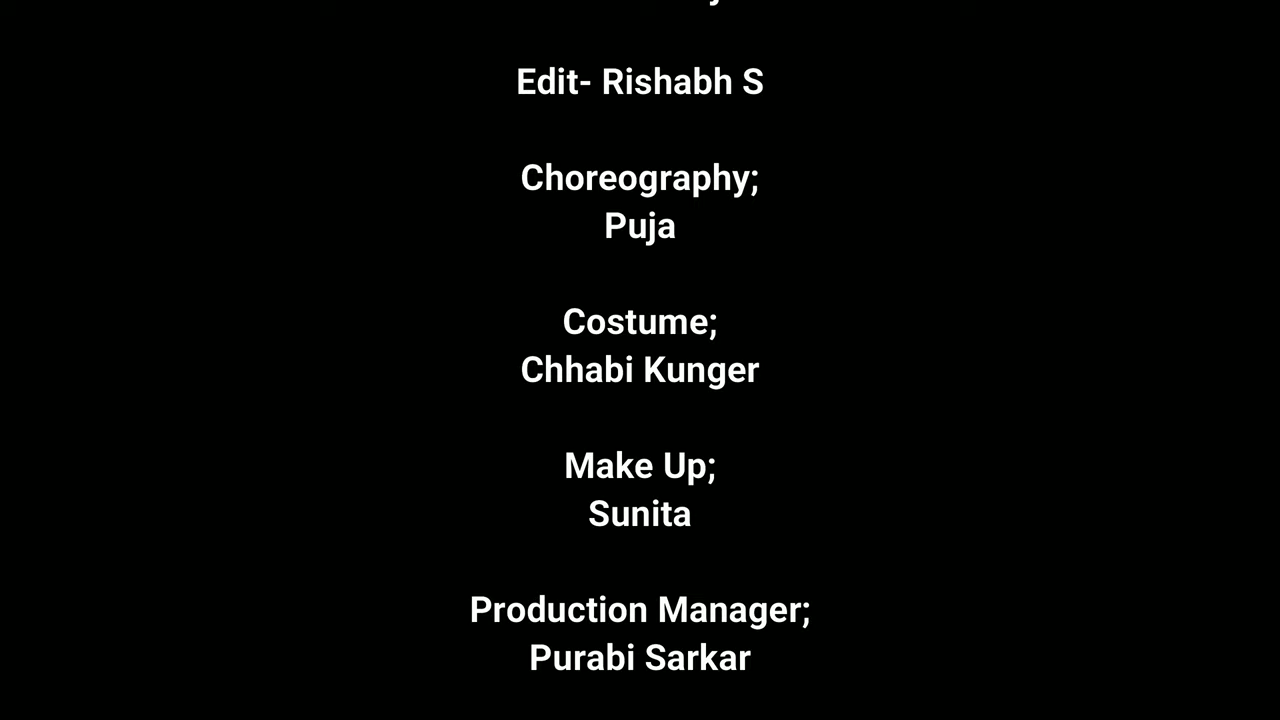 Edit- Rishabh S
Choreography;
Puja
Costume;
Chhabi Kunger
Make Up;
Sunita
Production Manager;
Purabi Sarkar